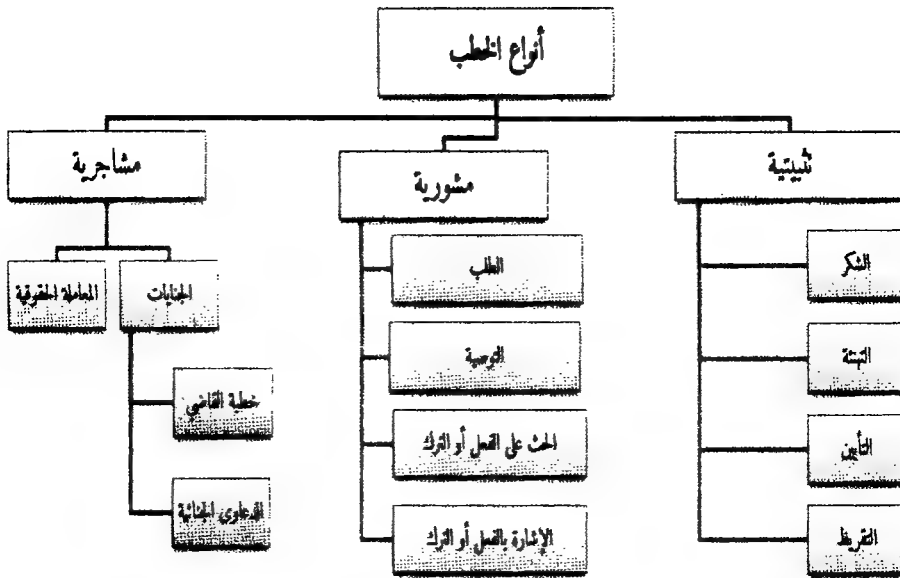 أنواع الخطب
تثبيتية
مشورية
مشاجرية
الشكر
التهنئة
التأبين
التقريظ
الطلب
التوصية
الحث على الفعل أو الترك
الإشارة بالفعل أو الترك
الجنايات
المعاملة الحقوقية
خطبة القاضي
الدعاوى الجنائية